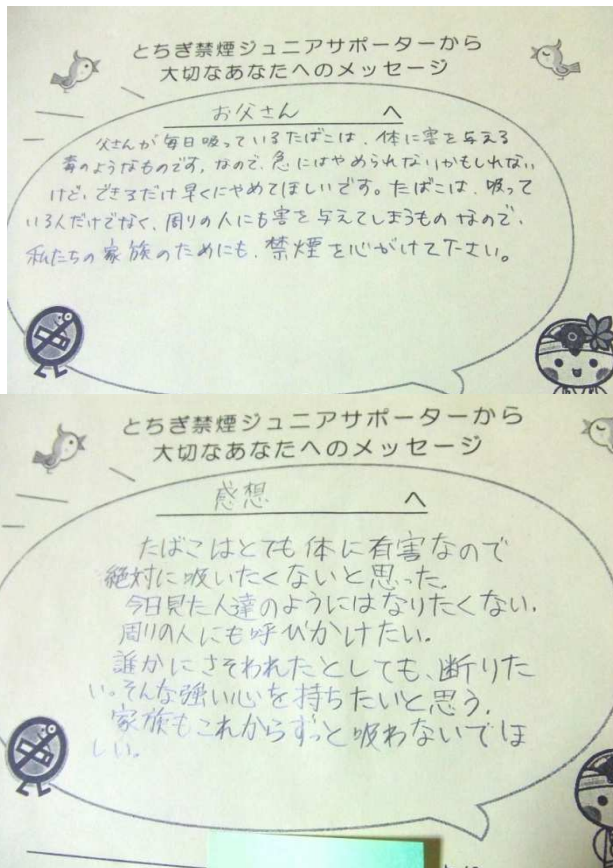 とちぎ禁煙ジュニアサポーターから
大切なあなたへのメッセージ
お父さん へ
父さんが毎日吸っているたばこは、体に害を与える
毒のようなものです。なので、急にはやめられないかもしれない
けど、できるだけ早くにやめてほしいです。たばこは、吸って
いる人だけでなく、周りの人にも害を与えてしまうものなので、
私たちの家族のためにも、禁煙を心がけて下さい。
とちぎ禁煙ジュニアサポーターから
大切なあなたへのメッセージ
感想 へ
たばこはとても体に有害なので
絶対に吸いたくないと思った。
今日見た人達のようにはなりたくない。
周りの人にも呼びかけたい。
誰かにさそわれたとしても、断りた
い。そんな強い心を持ちたいと思う。
家族もこれからずっと吸わないでほ
しい。